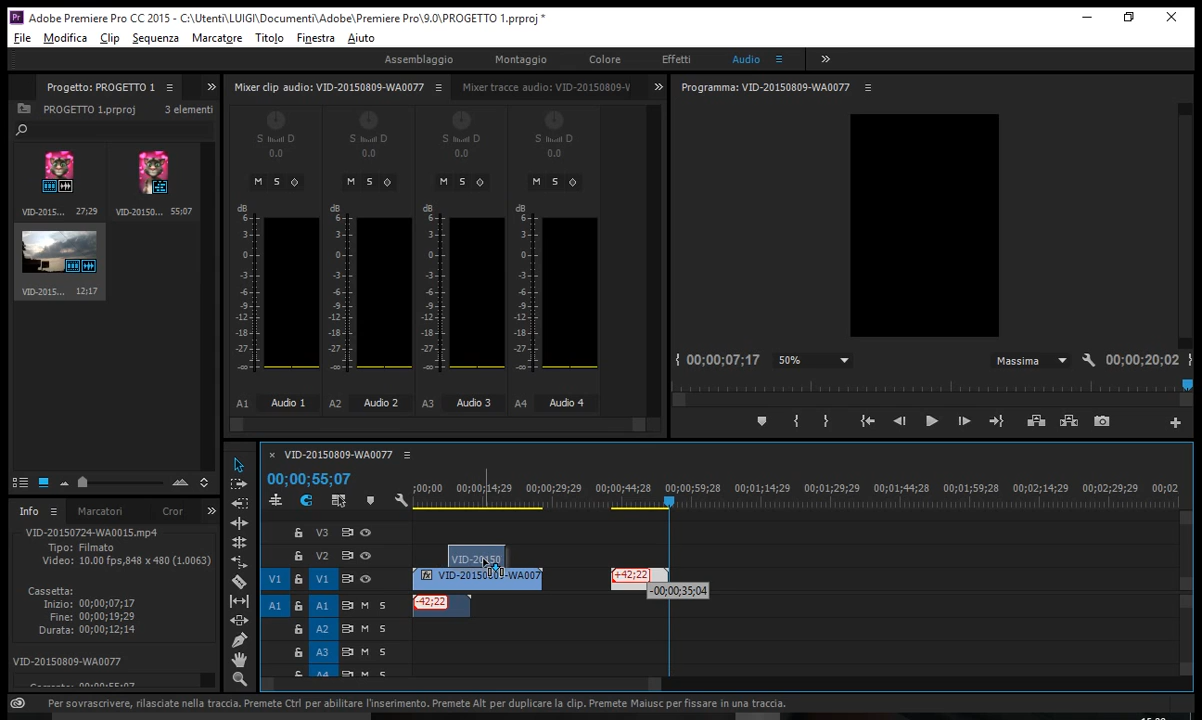 Adobe Premiere Pro CC 2015 - C:\Utenti\LUIGI\Documenti\Adobe\Premiere Pro\9.0\PROGETTO 1.prproj *
File Modifica Clip Sequenza Marcatore Titolo Finestra Aiuto
Assemblaggio Montaggio Colore Effetti Audio
Progetto: PROGETTO 1
PROGETTO 1.prproj 3 elementi
VID-2015... 27;29 VID-20150... 55;07
VID-2015... 12;17
Mixer clip audio: VID-20150809-WA0077 Mixer tracce audio: VID-20150809-W
S D S D S D S D
0.0 0.0 0.0 0.0
M S M S M S M S
dB dB dB dB
6 6 6 6
3 3 3 3
0 0 0 0
-3 -3 -3 -3
-6 -6 -6 -6
-9 -9 -9 -9
-12 -12 -12 -12
-18 -18 -18 -18
-27 -27 -27 -27
-∞ -∞ -∞ -∞
A1 Audio 1 A2 Audio 2 A3 Audio 3 A4 Audio 4
Programma: VID-20150809-WA0077
00;00;07;17 50% Massima 00;00;20;02
Info Marcatori Cror
VID-20150724-WA0015.mp4
Tipo: Filmato
Video: 10.00 fps,848 x 480 (1.0063)
Cassetta:
Inizio: 00;00;07;17
Fine: 00;00;19;29
Durata: 00;00;12;14
VID-20150809-WA0077
VID-20150809-WA0077
00;00;55;07
;00;00 00;00;14;29 00;00;29;29 00;00;44;28 00;00;59;28 00;01;14;29 00;01;29;29 00;01;44;28 00;01;59;28 00;02;14;29 00;02;29;29 00;02
V3
V2 VID-20150
V1 V1 VID-20150809-WA007 +42;22
-00;00;35;04
A1 A1 M S -42;22
A2 M S
A3 M S
A4 M S
Per sovrascrivere, rilasciate nella traccia. Premete Ctrl per abilitare l'inserimento. Premete Alt per duplicare la clip. Premete Maiusc per fissare in una traccia.